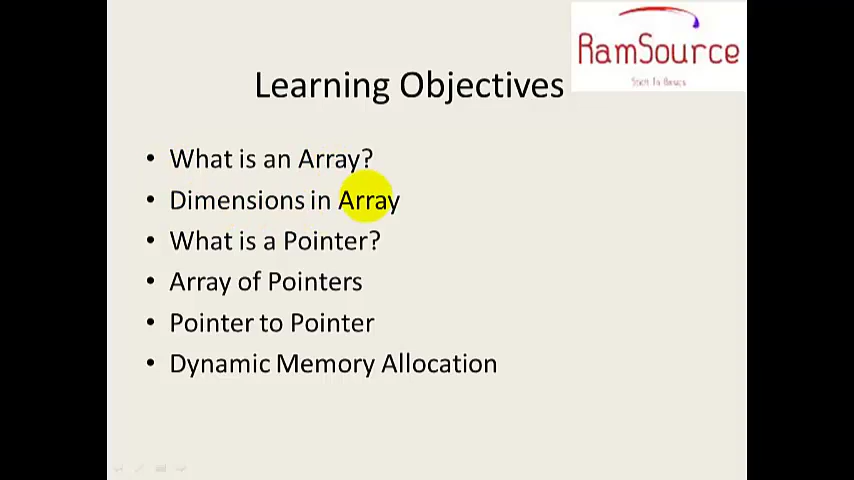 RamSource
Learning Objectives
• What is an Array?
• Dimensions in Array
• What is a Pointer?
• Array of Pointers
• Pointer to Pointer
• Dynamic Memory Allocation